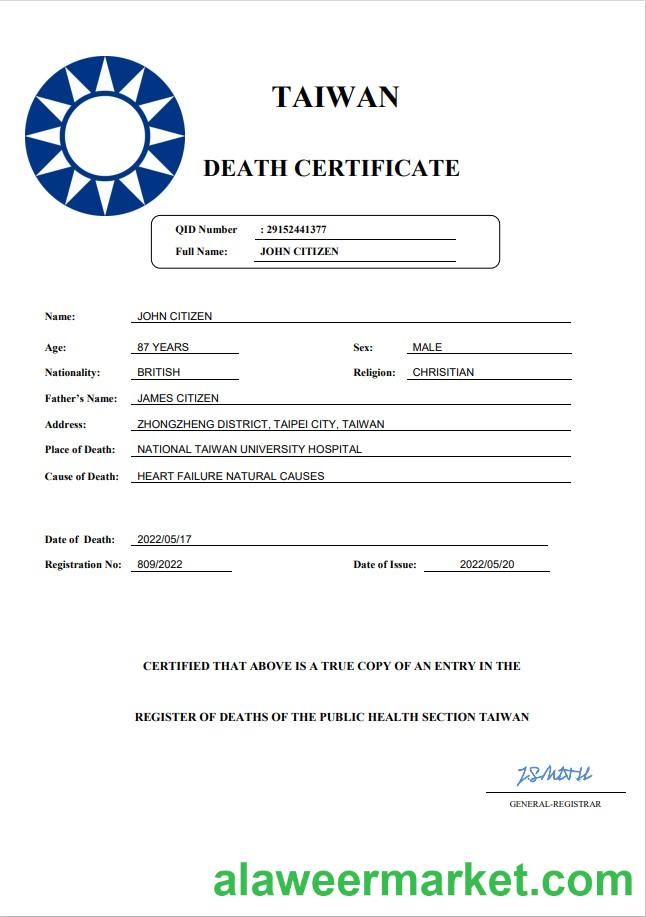 TAIWAN
DEATH CERTIFICATE
QID Number : 29152441377
Full Name: JOHN CITIZEN
Name: JOHN CITIZEN
Age: 87 YEARS Sex: MALE
Nationality: BRITISH Religion: CHRISITIAN
Father's Name: JAMES CITIZEN
Address: ZHONGZHENG DISTRICT, TAIPEI CITY, TAIWAN
Place of Death: NATIONAL TAIWAN UNIVERSITY HOSPITAL
Cause of Death: HEART FAILURE NATURAL CAUSES
Date of Death: 2022/05/17
Registration No: 809/2022 Date of Issue: 2022/05/20
CERTIFIED THAT ABOVE IS A TRUE COPY OF AN ENTRY IN THE
REGISTER OF DEATHS OF THE PUBLIC HEALTH SECTION TAIWAN
GENERAL-REGISTRAR
alaweermarket.com